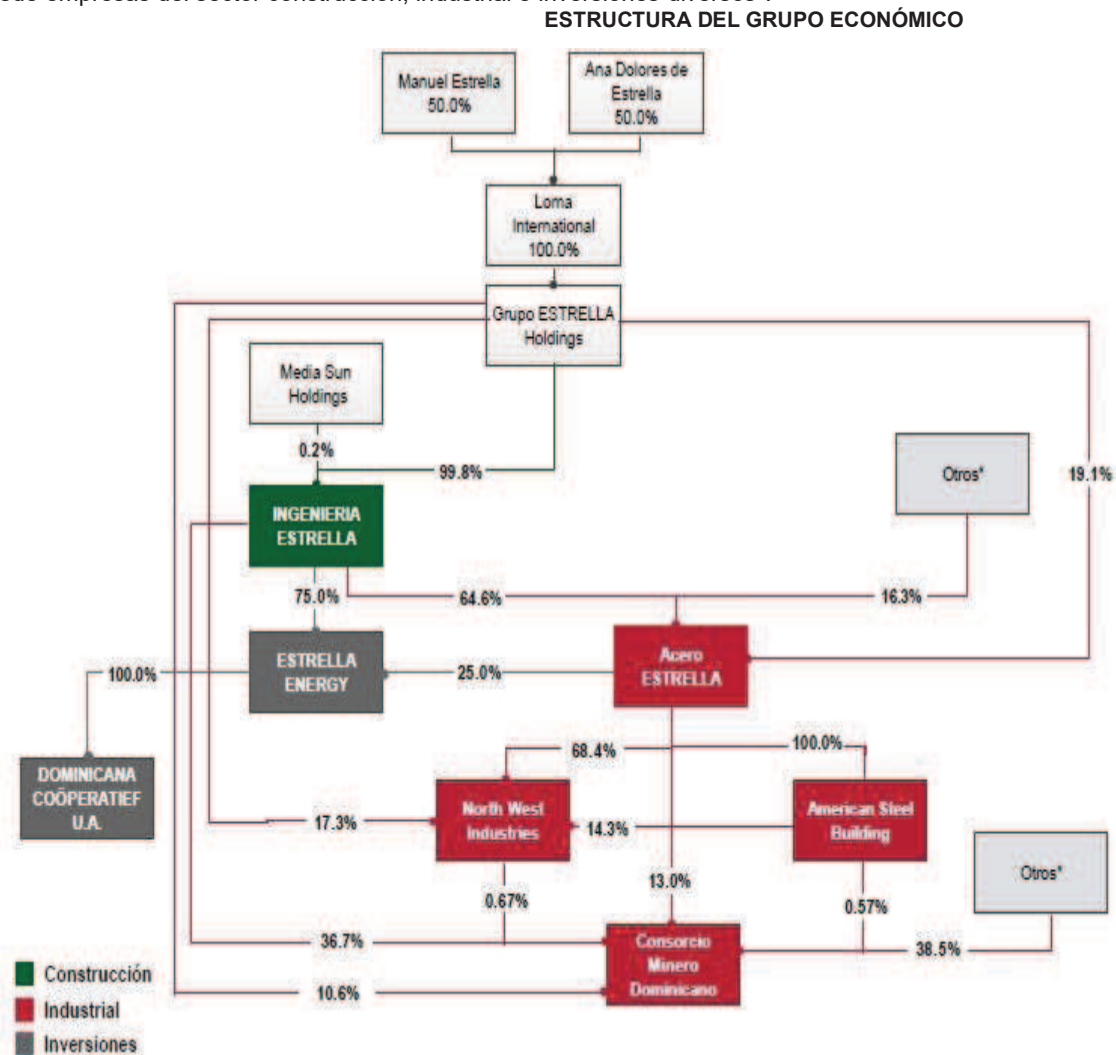 ESTRUCTURA DEL GRUPO ECONÓMICO
Manuel Estrella
50.0%
Ana Dolores de
Estrella
50.0%
Loma
International
100.0%
Grupo ESTRELLA
Holdings
Media Sun
Holdings
0.2%
99.8%
Otros*
19.1%
INGENIERIA
ESTRELLA
75.0%
64.6%
16.3%
ESTRELLA
ENERGY
Acero
ESTRELLA
100.0%
25.0%
68.4%
100.0%
DOMINICANA
COÖPERATIEF
U.A.
North West
Industries
American Steel
Building
17.3%
14.3%
Otros*
13.0%
0.67%
0.57%
36.7%
Consorcio
Minero
Dominicano
38.5%
10.6%
Construcción
Industrial
Inversiones